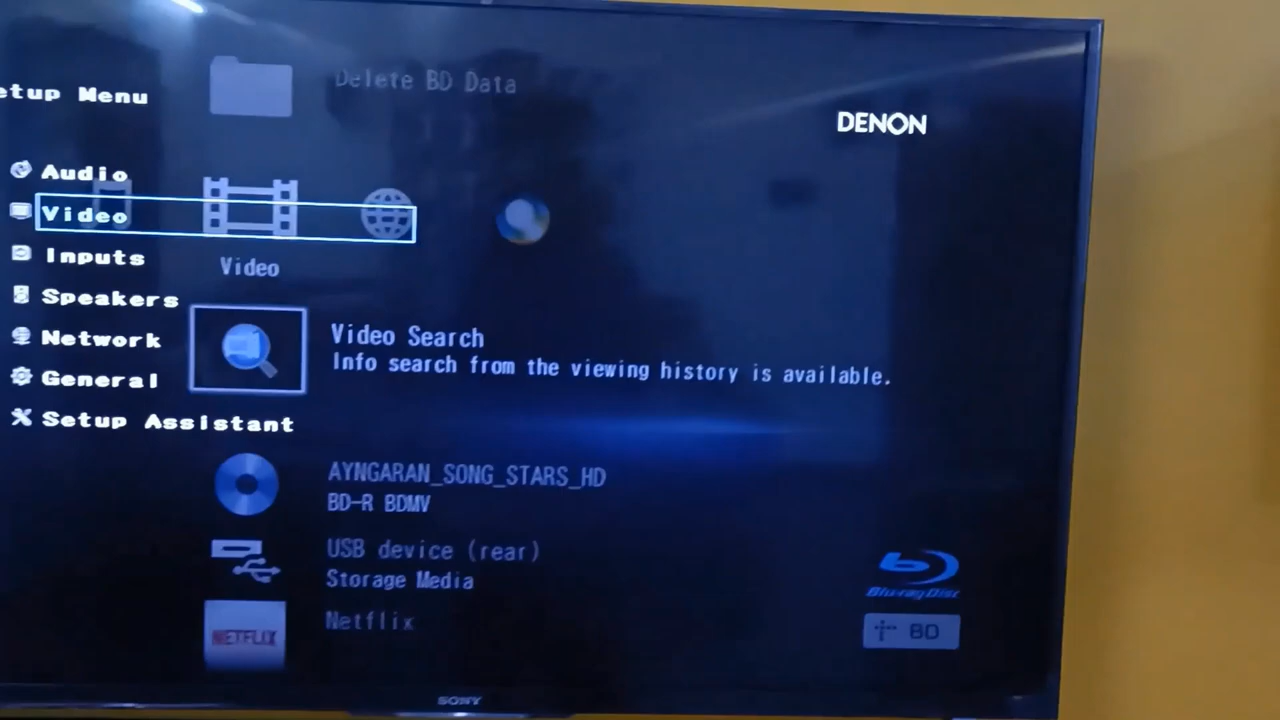 Delete BD Data
etup Menu
DENON
Audio
Video
Inputs
Video
Speakers
Video Search
Info search from the viewing history is available.
Network
General
Setup Assistant
AYNGARAN_SONG_STARS_HD
BD-R BDMV
USB device (rear)
Storage Media
Blu-ray Disc
Netflix
NETFLIX
BD
SONY